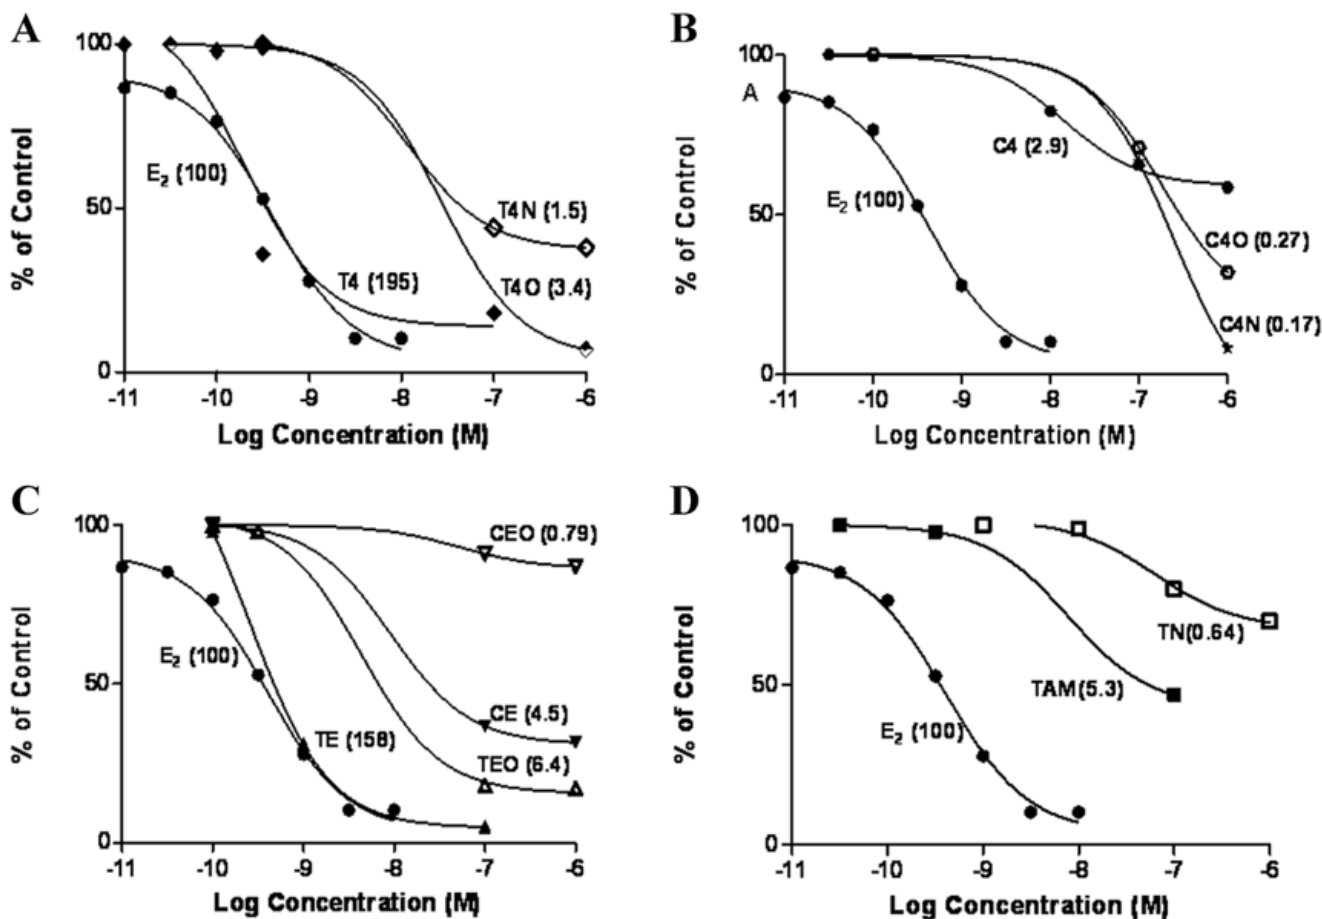 A
100
50
0
% of Control
E2 (100)
T4N (1.5)
T4 (195)
T4O (3.4)
-11 -10 -9 -8 -7 -6
Log Concentration (M)
B
100
A
50
0
% of Control
C4 (2.9)
E2 (100)
C4O (0.27)
C4N (0.17)
-11 -10 -9 -8 -7 -6
Log Concentration (M)
C
100
50
0
% of Control
CEO (0.79)
E2 (100)
CE (4.5)
TE (158)
TEO (6.4)
-11 -10 -9 -8 -7 -6
Log Concentration (M)
D
100
50
0
% of Control
TN(0.64)
TAM(5.3)
E2 (100)
-11 -10 -9 -8 -7 -6
Log Concentration (M)